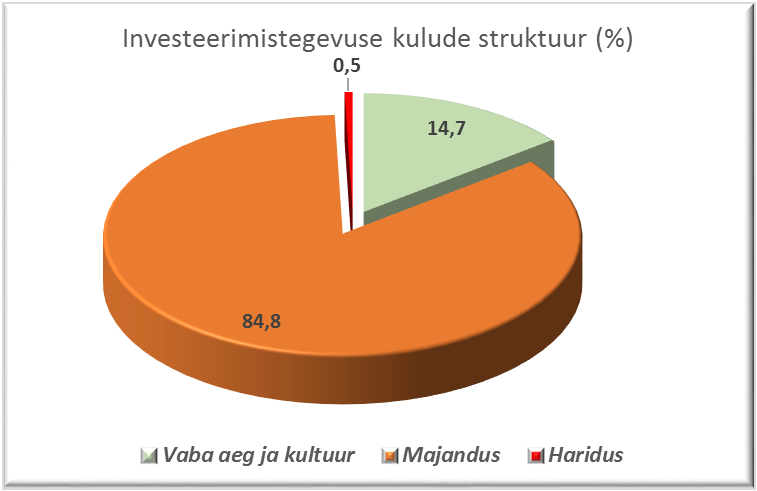 Investeerimistegevuse kulude struktuur (%)
0,5
14,7
84,8
Vaba aeg ja kultuur Majandus Haridus